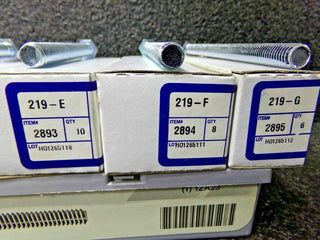 219-E
ITEM# QTY
2893 10
LOT HO1265110
219-F
ITEM# QTY
2894 8
LOT HO1265111
219-G
ITEM# QTY
2895 6
LOT HO1265112
(1) 1ZA23